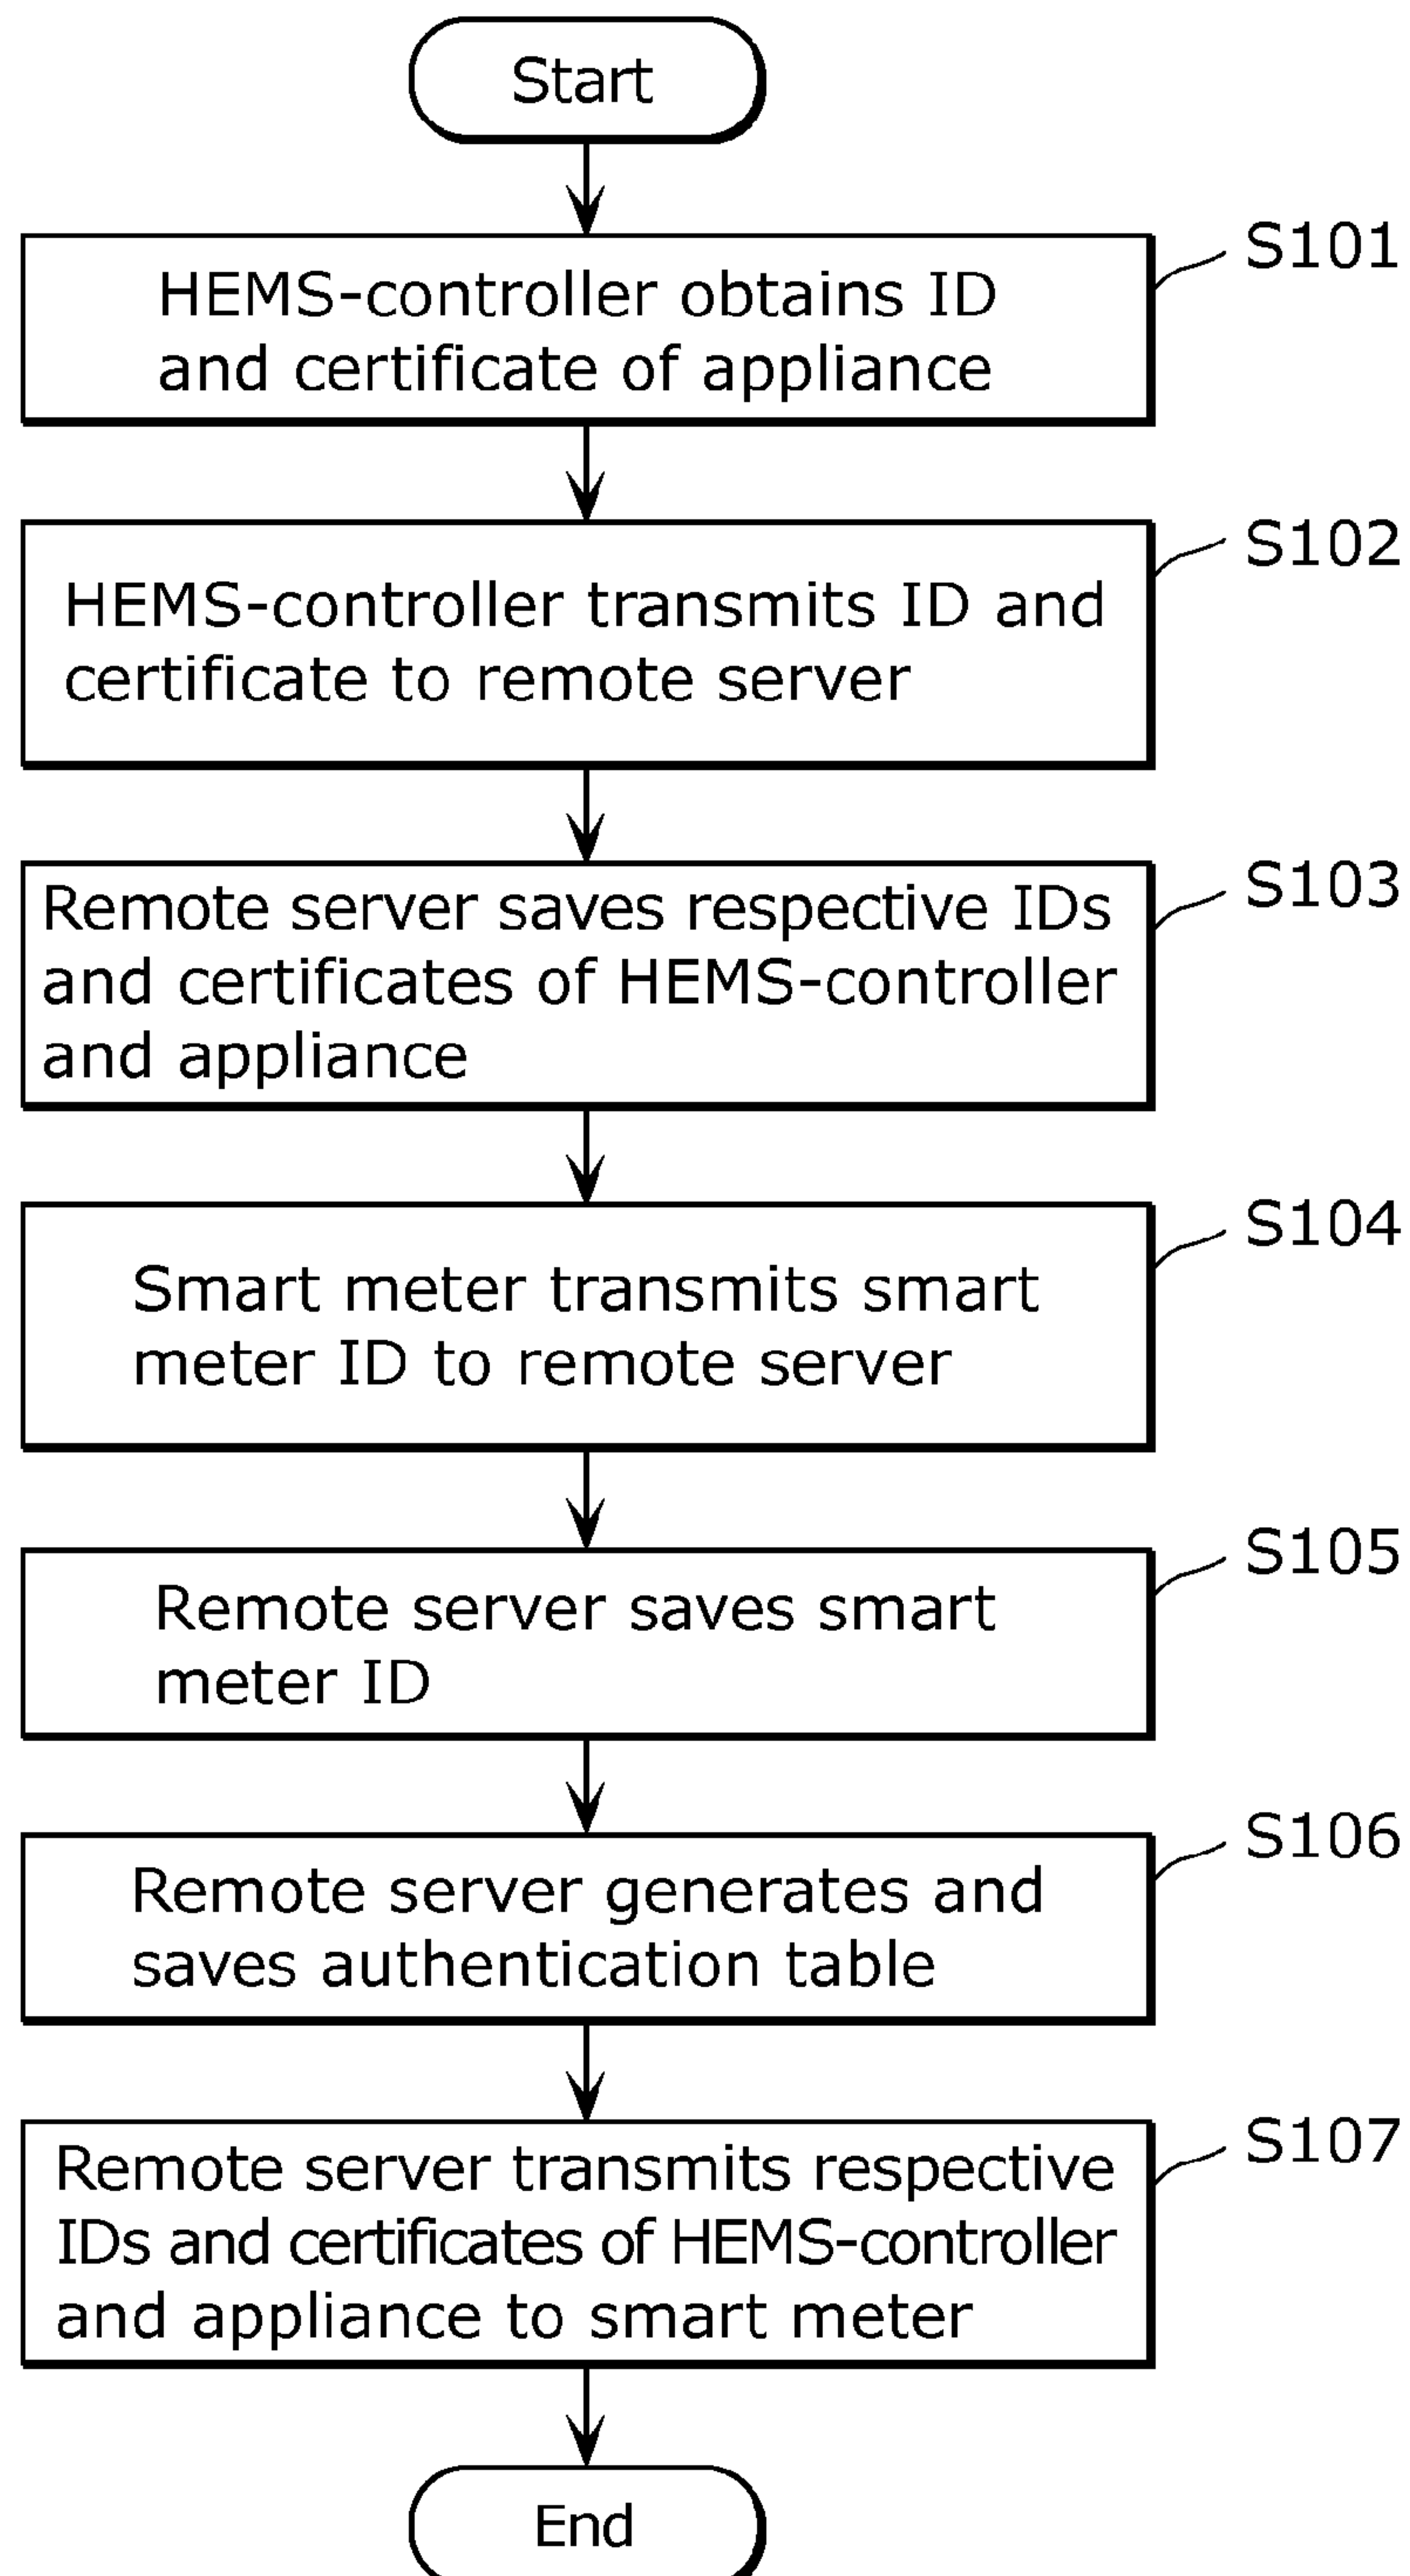 Start
S101
HEMS-controller obtains ID
and certificate of appliance
S102
HEMS-controller transmits ID and
certificate to remote server
S103
Remote server saves respective IDs
and certificates of HEMS-controller
and appliance
S104
Smart meter transmits smart
meter ID to remote server
S105
Remote server saves smart
meter ID
S106
Remote server generates and
saves authentication table
S107
Remote server transmits respective
IDs and certificates of HEMS-controller
and appliance to smart meter
End